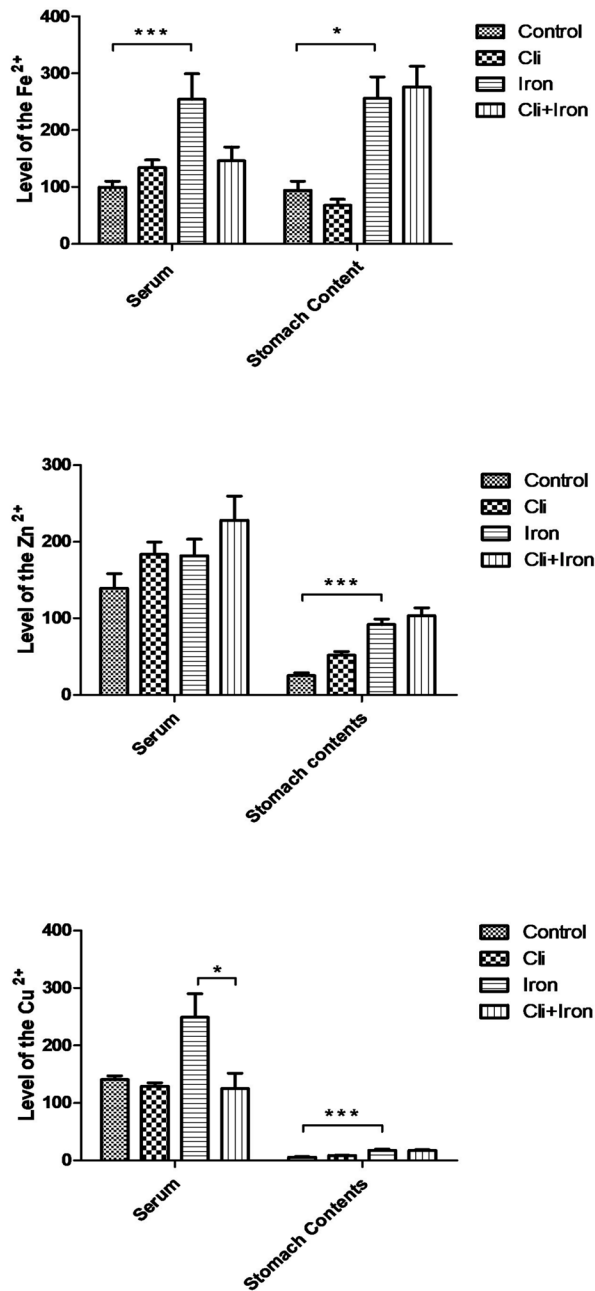 Level of the Fe2+
400
300
200
100
0
***
*
Control
Cli
Iron
Cli+Iron
Serum
Stomach Content
Level of the Zn2+
300
200
100
0
***
Control
Cli
Iron
Cli+Iron
Serum
Stomach contents
Level of the Cu2+
400
300
200
100
0
*
***
Control
Cli
Iron
Cli+Iron
Serum
Stomach Contents